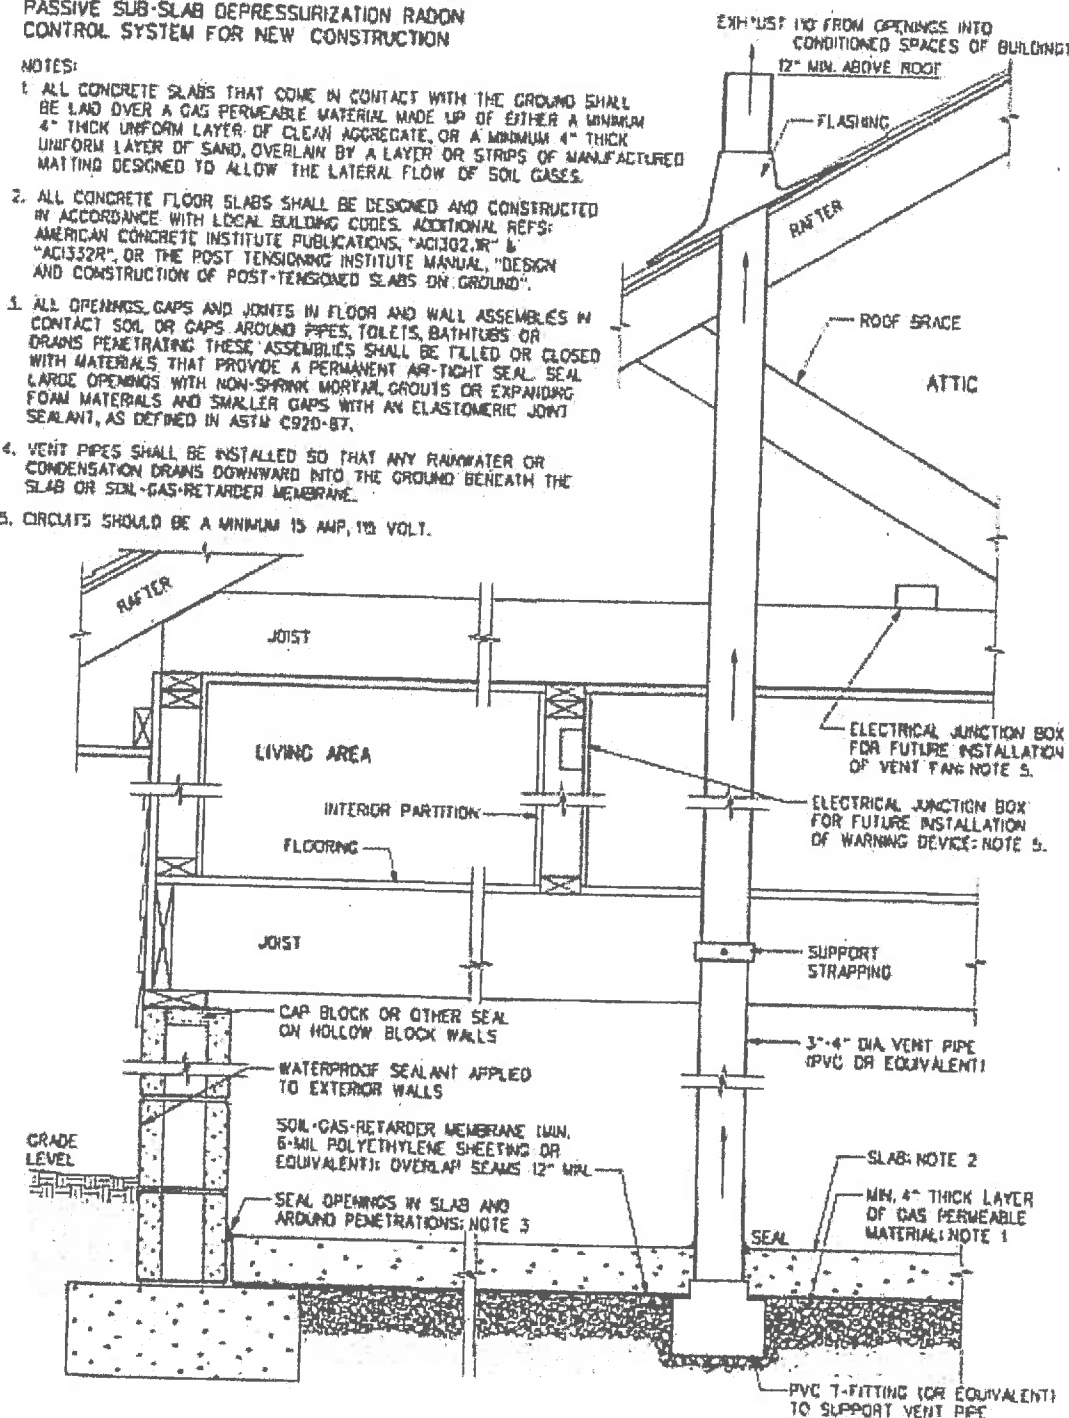 PASSIVE SUB-SLAB DEPRESSURIZATION RADON
CONTROL SYSTEM FOR NEW CONSTRUCTION
NOTES:
1. ALL CONCRETE SLABS THAT COME IN CONTACT WITH THE GROUND SHALL
BE LAID OVER A GAS PERMEABLE MATERIAL MADE UP OF EITHER A MINIMUM
4" THICK UNIFORM LAYER OF CLEAN AGGREGATE, OR A MINIMUM 4" THICK
UNIFORM LAYER OF SAND, OVERLAIN BY A LAYER OR STRIPS OF MANUFACTURED
MATTING DESIGNED TO ALLOW THE LATERAL FLOW OF SOIL GASES.
2. ALL CONCRETE FLOOR SLABS SHALL BE DESIGNED AND CONSTRUCTED
IN ACCORDANCE WITH LOCAL BUILDING CODES. ADDITIONAL REFS:
AMERICAN CONCRETE INSTITUTE PUBLICATIONS, "ACI302.1R" &
"ACI332R", OR THE POST TENSIONING INSTITUTE MANUAL, "DESIGN
AND CONSTRUCTION OF POST-TENSIONED SLABS ON GROUND".
3. ALL OPENINGS, GAPS AND JOINTS IN FLOOR AND WALL ASSEMBLIES IN
CONTACT SOIL OR GAPS AROUND PIPES, TOILETS, BATHTUBS OR
DRAINS PENETRATING THESE ASSEMBLIES SHALL BE FILLED OR CLOSED
WITH MATERIALS THAT PROVIDE A PERMANENT AIR-TIGHT SEAL. SEAL
LARGE OPENINGS WITH NON-SHRINK MORTAR, GROUTS OR EXPANDING
FOAM MATERIALS AND SMALLER GAPS WITH AN ELASTOMERIC JOINT
SEALANT, AS DEFINED IN ASTM C920-87.
4. VENT PIPES SHALL BE INSTALLED SO THAT ANY RAINWATER OR
CONDENSATION DRAINS DOWNWARD INTO THE GROUND BENEATH THE
SLAB OR SOIL-GAS-RETARDER MEMBRANE.
5. CIRCUITS SHOULD BE A MINIMUM 15 AMP, 115 VOLT.
EXHAUST FROM OPENINGS INTO
CONDITIONED SPACES OF BUILDING
12" MIN. ABOVE ROOF
FLASHING
RAFTER
ROOF BRACE
ATTIC
RAFTER
JOIST
LIVING AREA
ELECTRICAL JUNCTION BOX
FOR FUTURE INSTALLATION
OF VENT FAN: NOTE 5.
INTERIOR PARTITION
ELECTRICAL JUNCTION BOX
FOR FUTURE INSTALLATION
OF WARNING DEVICE: NOTE 5.
FLOORING
JOIST
SUPPORT
STRAPPING
CAP BLOCK OR OTHER SEAL
ON HOLLOW BLOCK WALLS
3"-4" DIA. VENT PIPE
(PVC OR EQUIVALENT)
WATERPROOF SEALANT APPLIED
TO EXTERIOR WALLS
SOIL-GAS-RETARDER MEMBRANE (MIN.
6-MIL POLYETHYLENE SHEETING OR
EQUIVALENT): OVERLAP SEAMS 12" MIN.
GRADE
LEVEL
SLAB: NOTE 2
SEAL OPENINGS IN SLAB AND
AROUND PENETRATIONS: NOTE 3
MIN. 4" THICK LAYER
OF GAS PERMEABLE
MATERIAL: NOTE 1
SEAL
PVC T-FITTING (OR EQUIVALENT)
TO SUPPORT VENT PIPE